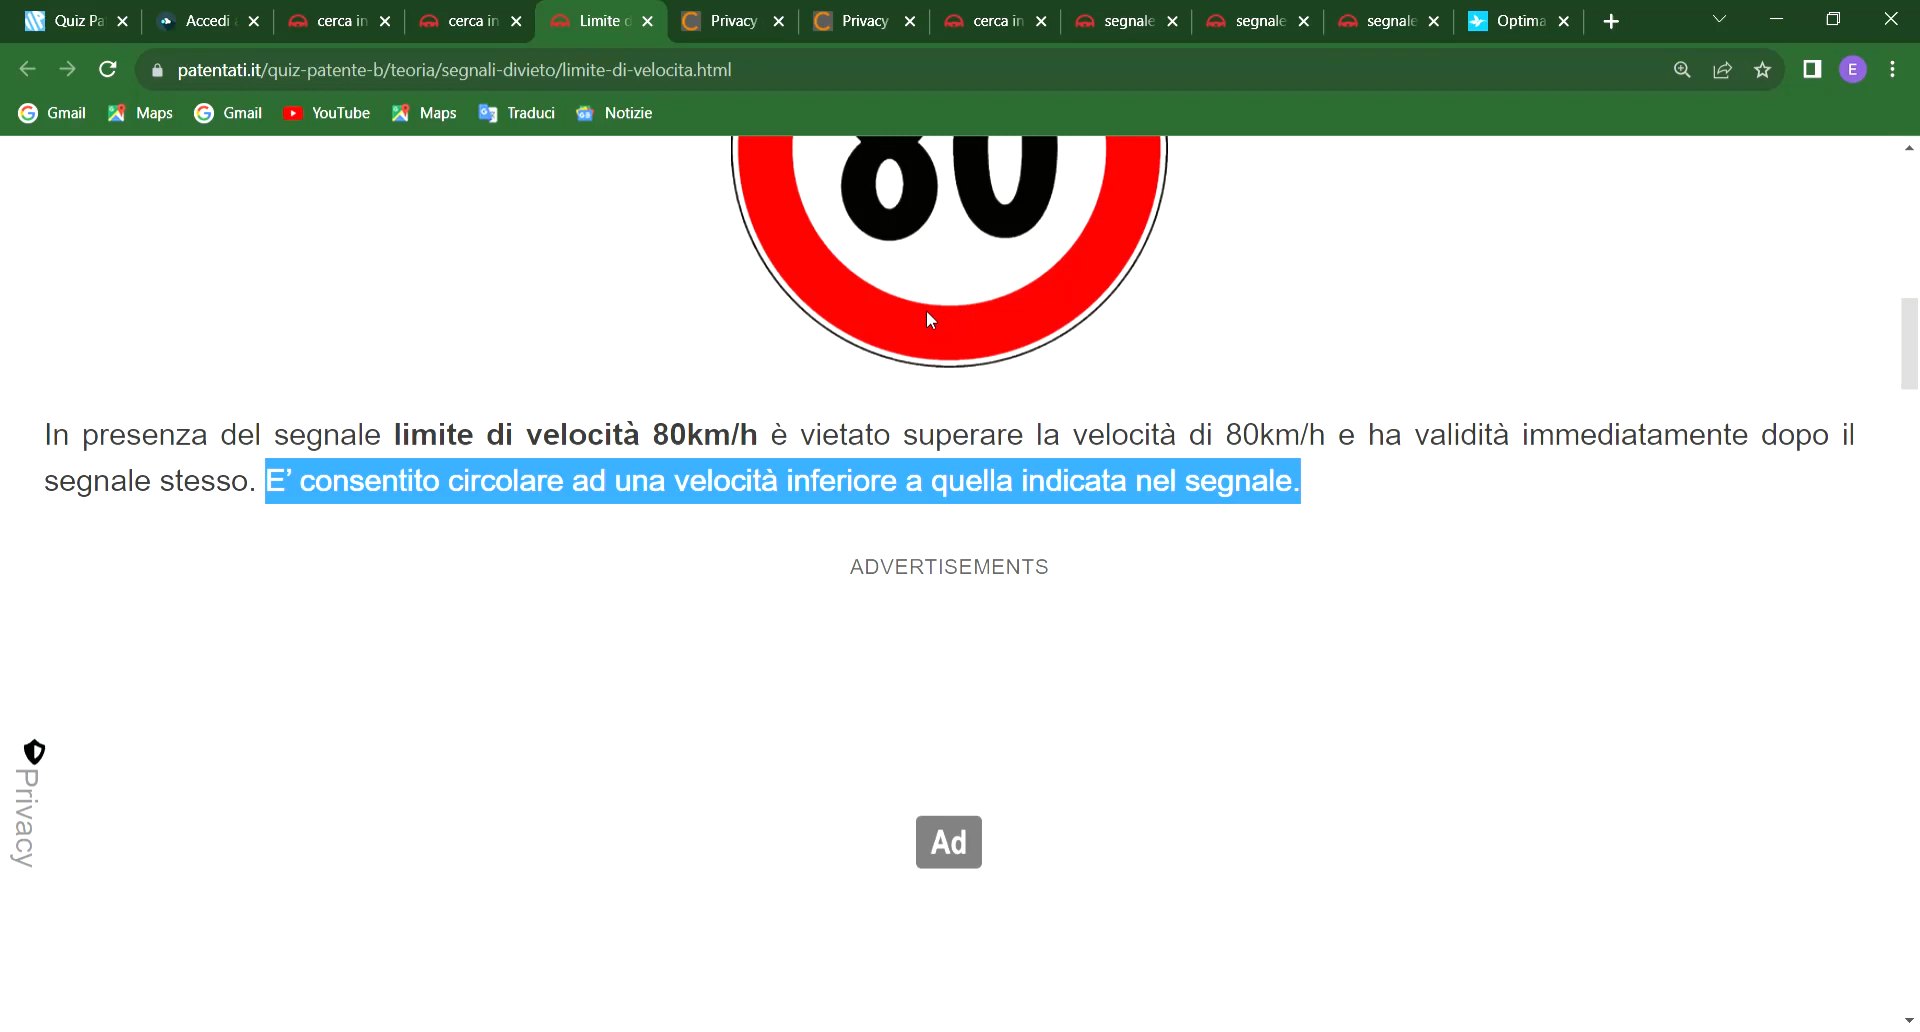 Quiz Pa
Accedi
cerca in
cerca in
Limite d
Privacy
Privacy
cerca in
segnale
segnale
segnale
Optima
patentati.it/quiz-patente-b/teoria/segnali-divieto/limite-di-velocita.html
E
Gmail
Maps
Gmail
YouTube
Maps
Traduci
Notizie
80
In presenza del segnale limite di velocità 80km/h è vietato superare la velocità di 80km/h e ha validità immediatamente dopo il
segnale stesso. E’ consentito circolare ad una velocità inferiore a quella indicata nel segnale.
ADVERTISEMENTS
Privacy
Ad